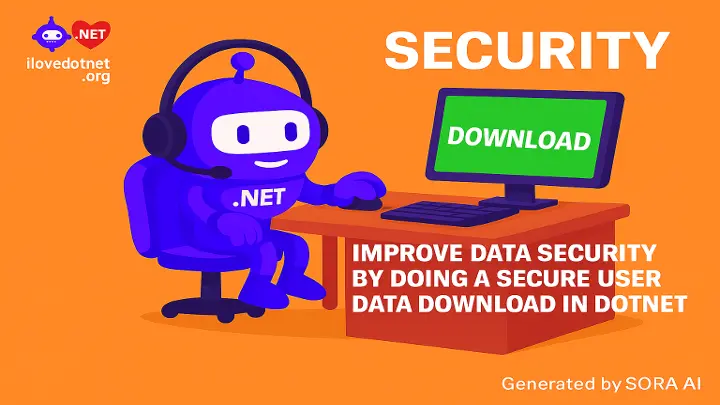 .NET
ilovedotnet
.org
SECURITY
DOWNLOAD
.NET
IMPROVE DATA SECURITY
BY DOING A SECURE USER
DATA DOWNLOAD IN DOTNET
Generated by SORA AI